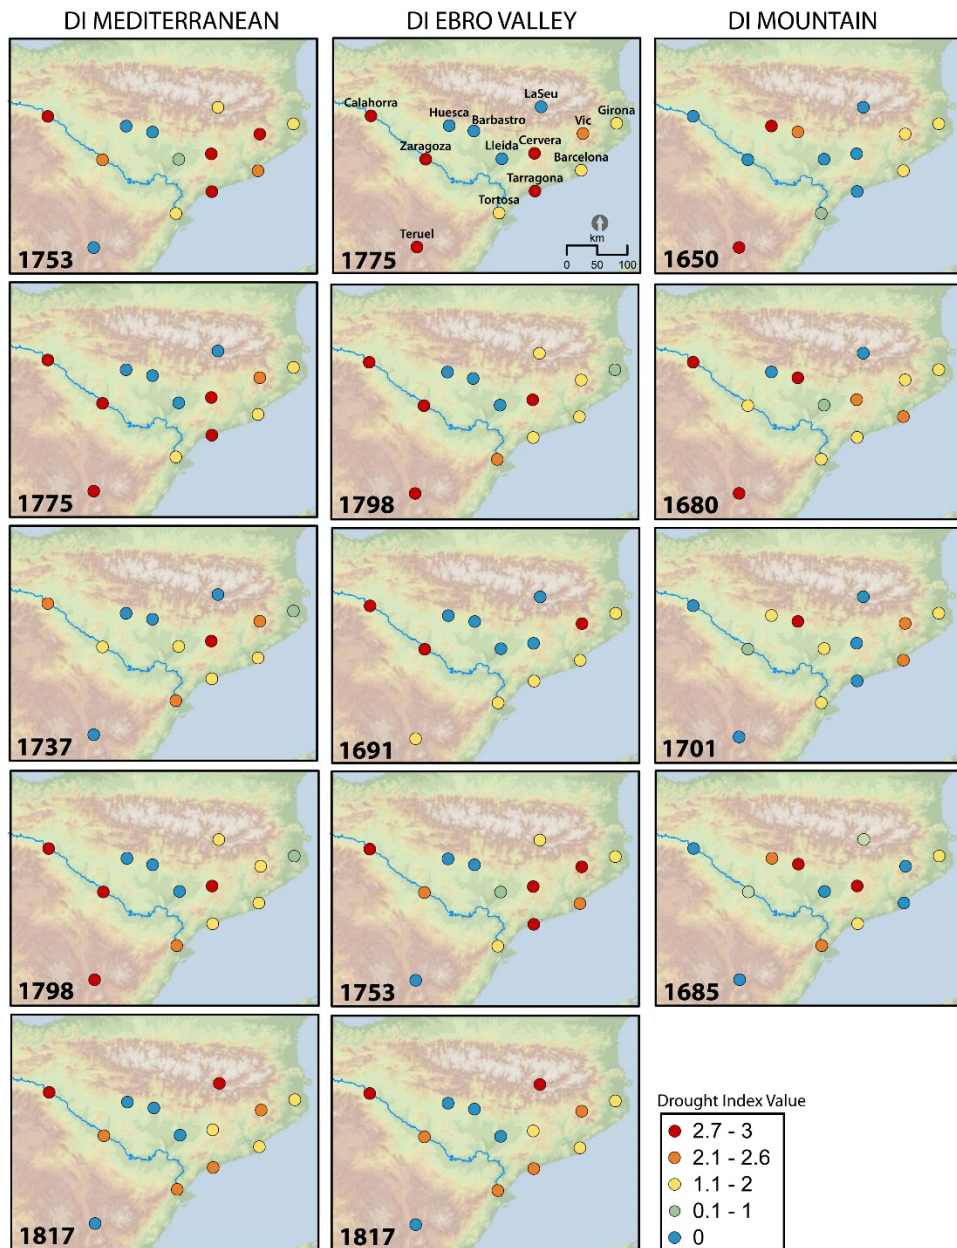 DI MEDITERRANEAN
DI EBRO VALLEY
DI MOUNTAIN
1753
Calahorra
Huesca
Barbastro
LaSeu
Girona
Vic
Zaragoza
Lleida
Cervera
Barcelona
Tarragona
Tortosa
Teruel
km
0 50 100
1775
1650
1775
1798
1680
1737
1691
1701
1798
1753
1685
1817
1817
Drought Index Value
2.7 - 3
2.1 - 2.6
1.1 - 2
0.1 - 1
0